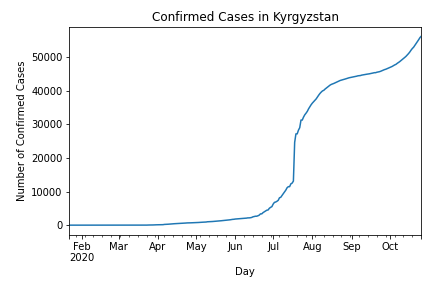 Confirmed Cases in Kyrgyzstan
Number of Confirmed Cases
50000
40000
30000
20000
10000
0
Feb Mar Apr May Jun Jul Aug Sep Oct
2020
Day